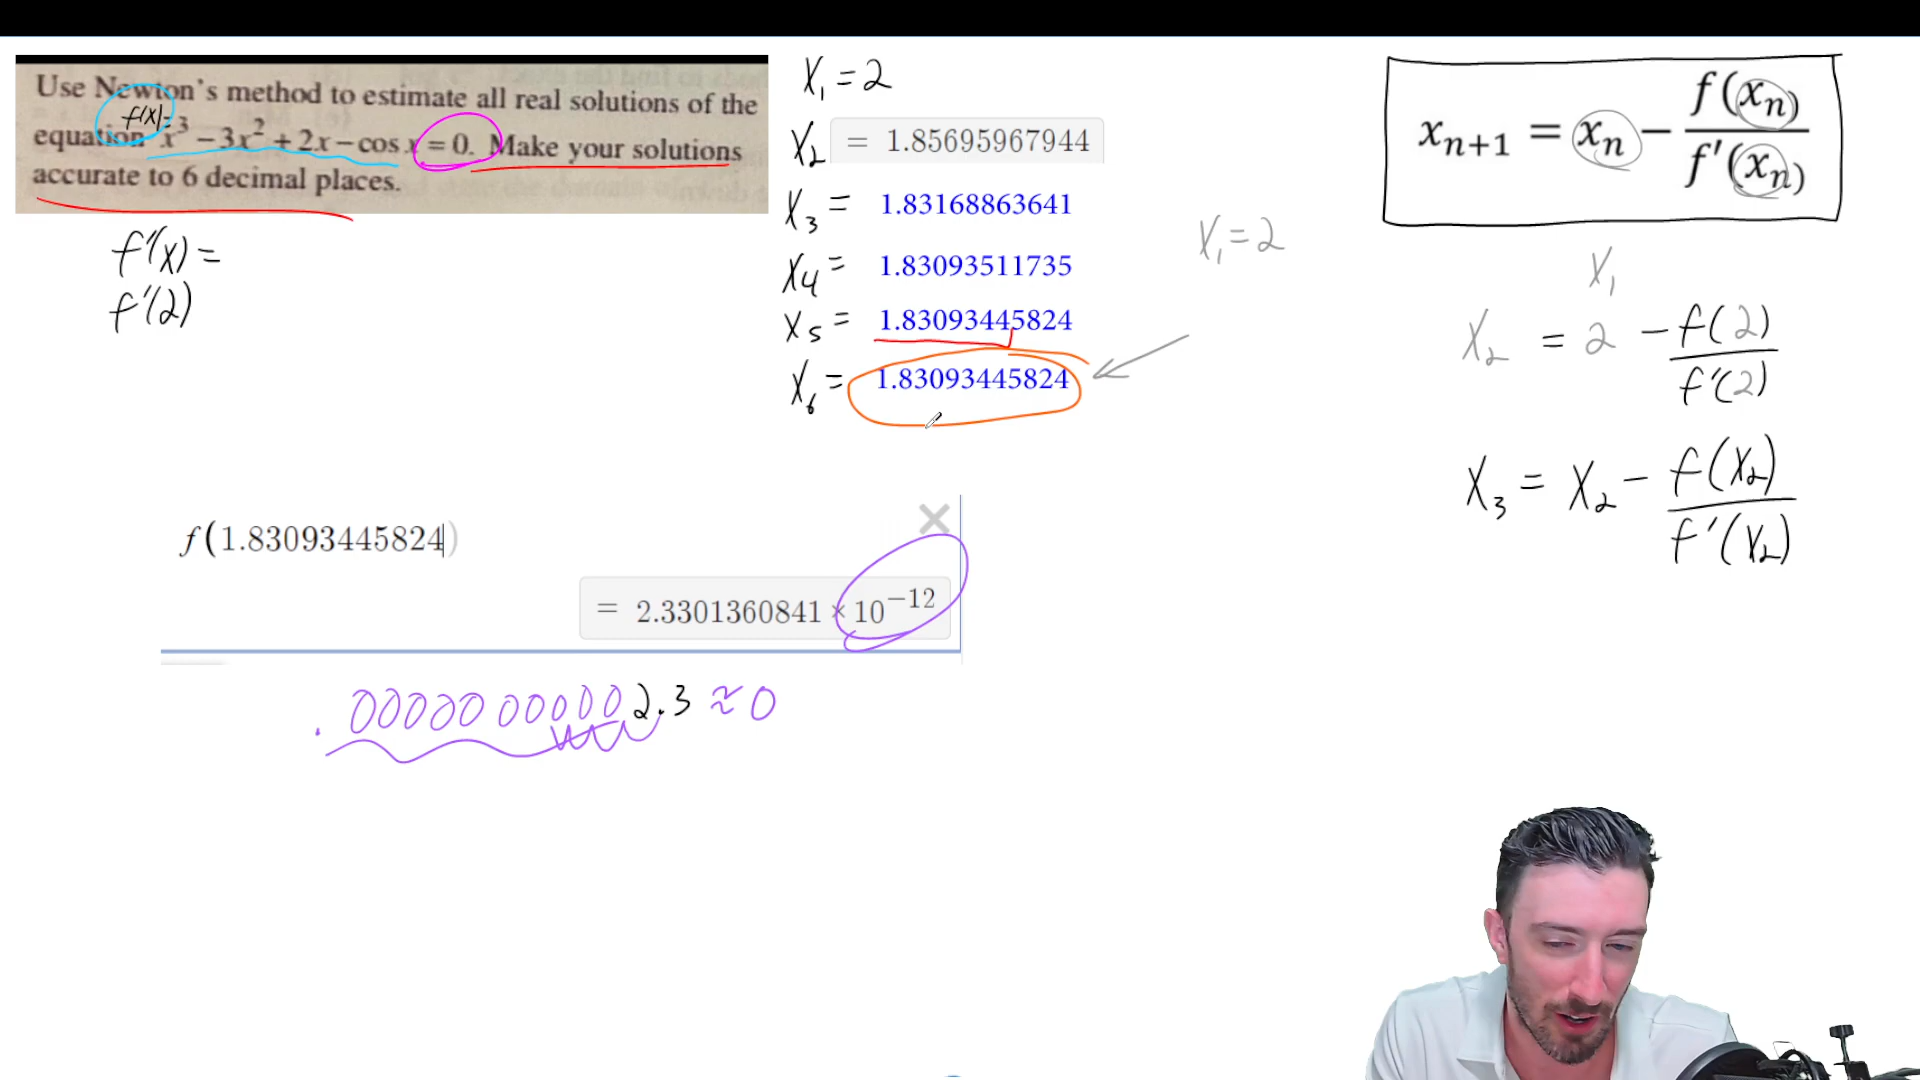 Use Newton's method to estimate all real solutions of the
f(x)=
equation x³ − 3x² + 2x − cos x = 0. Make your solutions
accurate to 6 decimal places.
f'(x) =
f'(2)
X₁ = 2
X₂ = 1.85695967944
X₃ = 1.83168863641
X₄ = 1.83093511735
X₅ = 1.83093445824
X₆ = 1.83093445824
f(1.83093445824)
= 2.3301360841 × 10⁻¹²
.000000000002.3 ≈ 0
xₙ₊₁ = xₙ − f(xₙ) / f'(xₙ)
X₁ = 2
X₁
X₂ = 2 − f(2) / f'(2)
X₃ = X₂ − f(X₂) / f'(X₂)